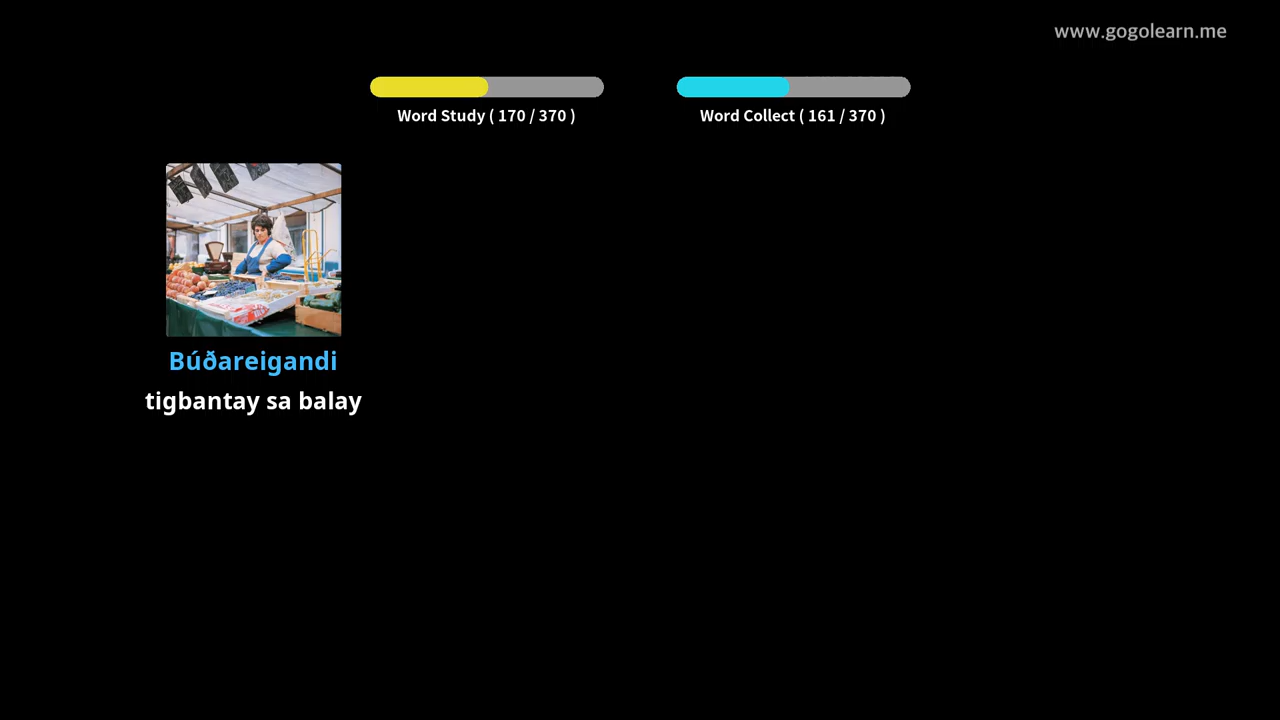 www.gogolearn.me
Word Study ( 170 / 370 )
Word Collect ( 161 / 370 )
Búðareigandi
tigbantay sa balay